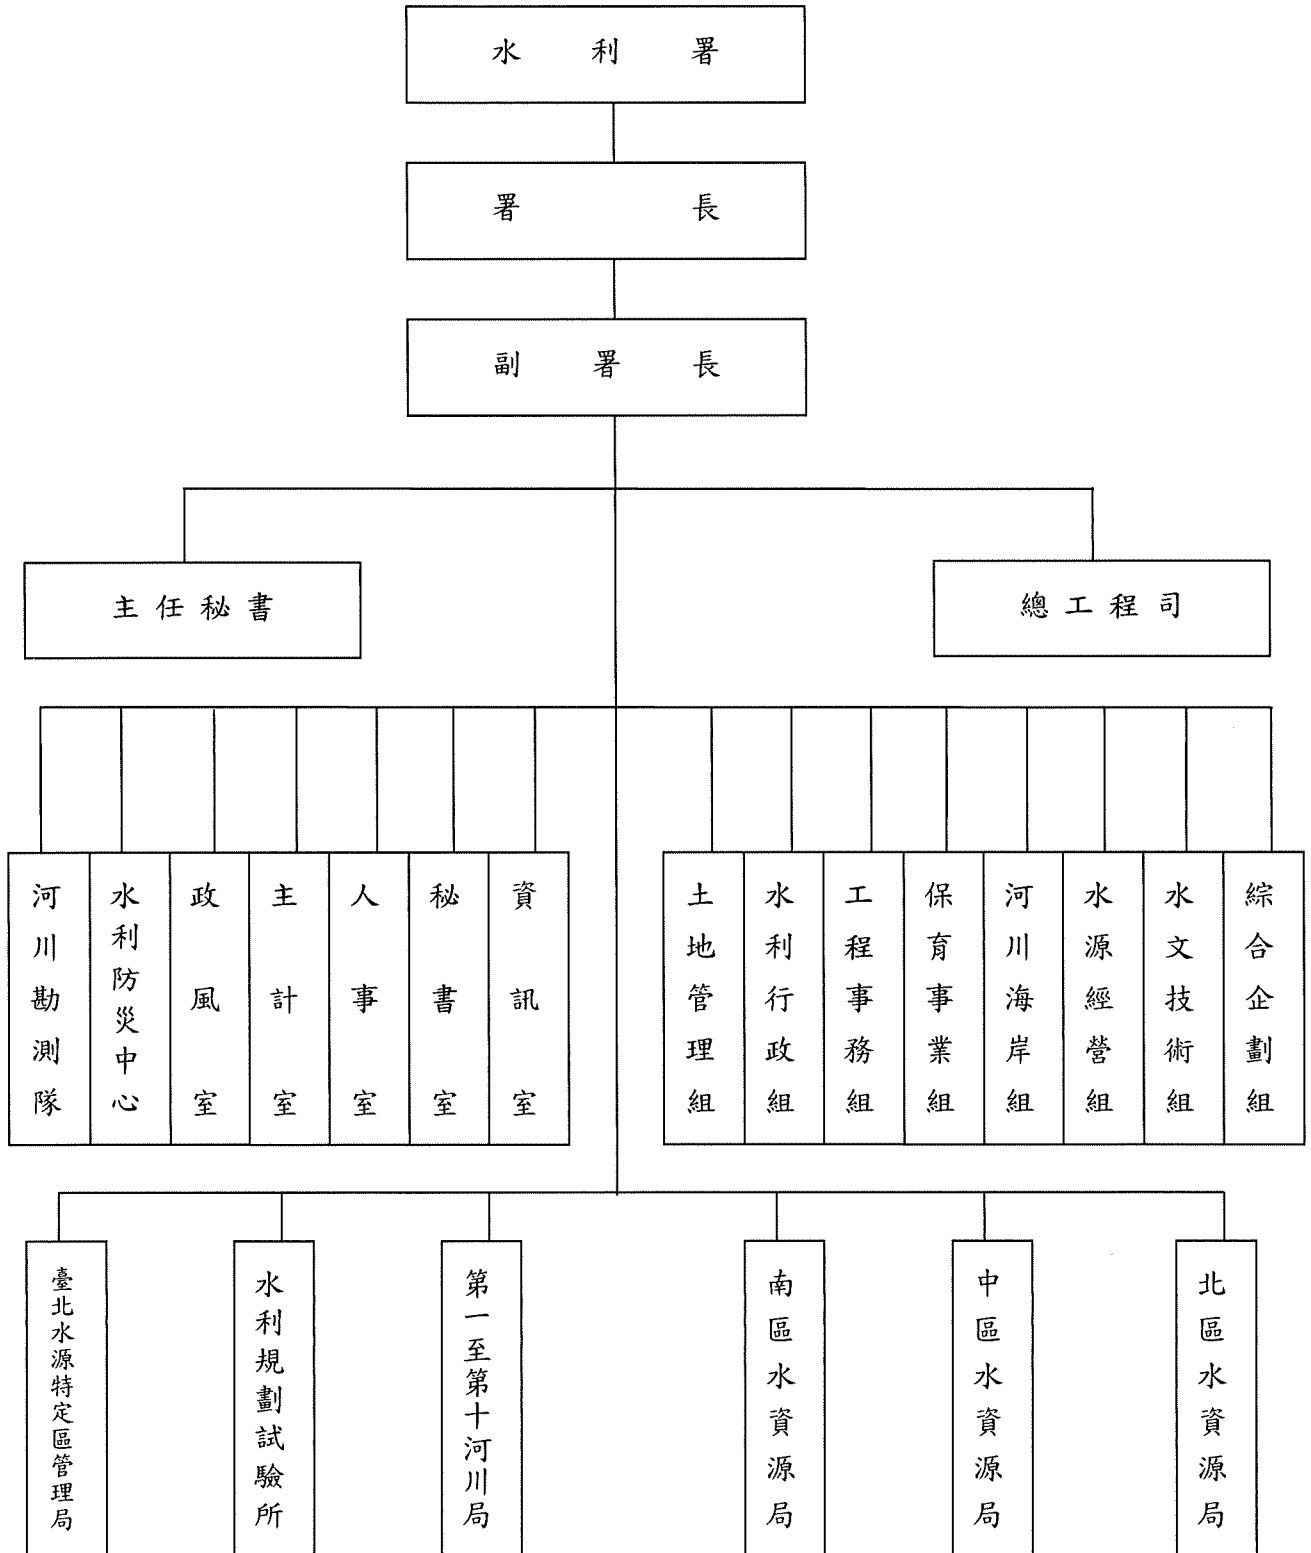 水利署
署長
副署長
主任秘書
總工程司
綜合企劃組
水文技術組
水源經營組
河川海岸組
保育事業組
工程事務組
水利行政組
土地管理組
資訊室
秘書室
人事室
主計室
政風室
水利防災中心
河川勘測隊
北區水資源局
中區水資源局
南區水資源局
第一至第十河川局
水利規劃試驗所
臺北水源特定區管理局